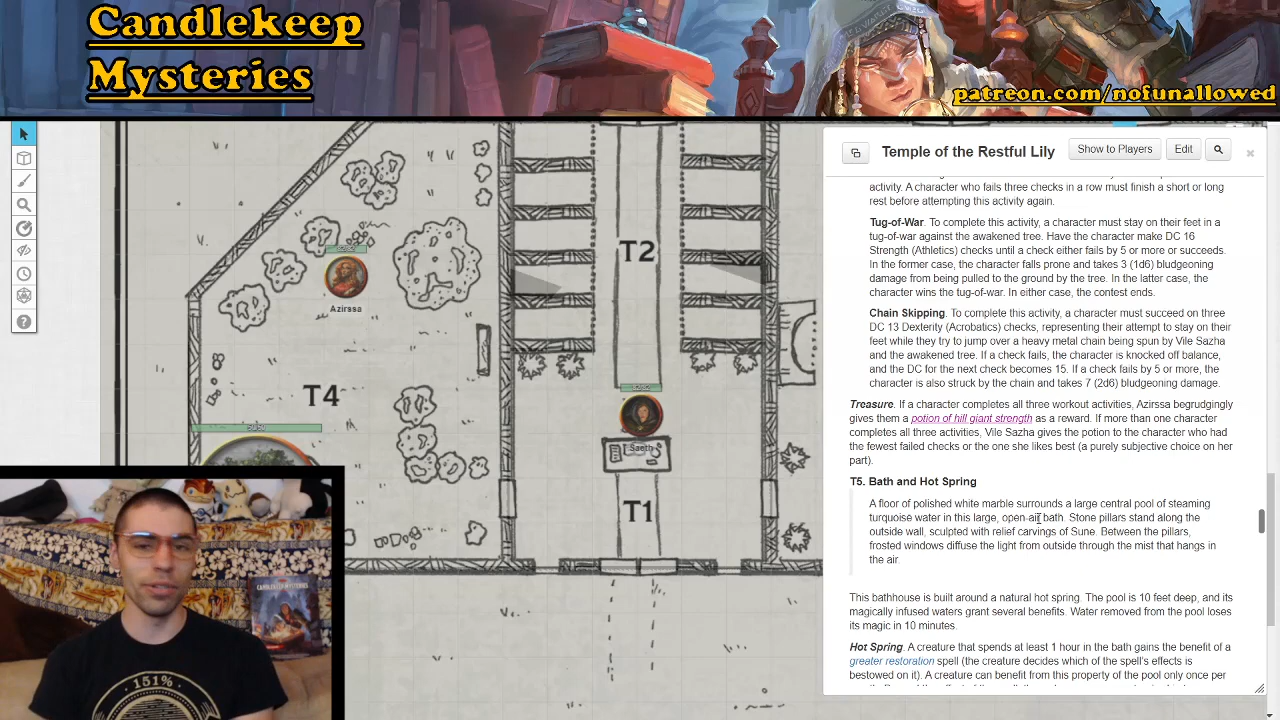 Candlekeep
Mysteries
patreon.com/nofunallowed
Temple of the Restful Lily
Show to Players
Edit
activity. A character who fails three checks in a row must finish a short or long
rest before attempting this activity again.
Tug-of-War. To complete this activity, a character must stay on their feet in a
tug-of-war against the awakened tree. Have the character make DC 16
Strength (Athletics) checks until a check either fails by 5 or more or succeeds.
In the former case, the character falls prone and takes 3 (1d6) bludgeoning
damage from being pulled to the ground by the tree. In the latter case, the
character wins the tug-of-war. In either case, the contest ends.
Chain Skipping. To complete this activity, a character must succeed on three
DC 13 Dexterity (Acrobatics) checks, representing their attempt to stay on their
feet while they try to jump over a heavy metal chain being spun by Vile Sazha
and the awakened tree. If a check fails, the character is knocked off balance,
and the DC for the next check becomes 15. If a check fails by 5 or more, the
character is also struck by the chain and takes 7 (2d6) bludgeoning damage.
Treasure. If a character completes all three workout activities, Azirssa begrudgingly
gives them a potion of hill giant strength as a reward. If more than one character
completes all three activities, Vile Sazha gives the potion to the character who had
the fewest failed checks or the one she likes best (a purely subjective choice on her
part).
T5. Bath and Hot Spring
A floor of polished white marble surrounds a large central pool of steaming
turquoise water in this large, open-air bath. Stone pillars stand along the
outside wall, sculpted with relief carvings of Sune. Between the pillars,
frosted windows diffuse the light from outside through the mist that hangs in
the air.
This bathhouse is built around a natural hot spring. The pool is 10 feet deep, and its
magically infused waters grant several benefits. Water removed from the pool loses
its magic in 10 minutes.
Hot Spring. A creature that spends at least 1 hour in the bath gains the benefit of a
greater restoration spell (the creature decides which of the spell's effects is
bestowed on it). A creature can benefit from this property of the pool only once per
T2
Azirssa
T4
Saeth
T1
CANDLEKEEP
MYSTERIES
151%